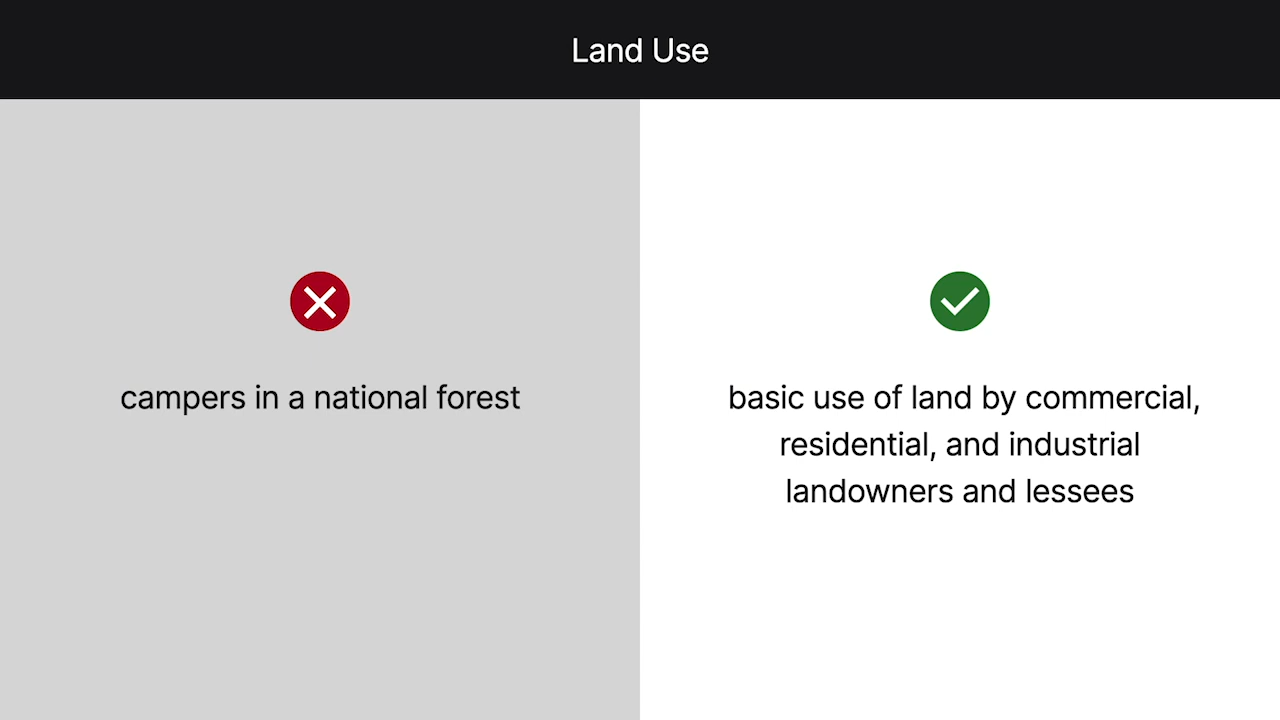 Land Use
campers in a national forest
basic use of land by commercial,
residential, and industrial
landowners and lessees